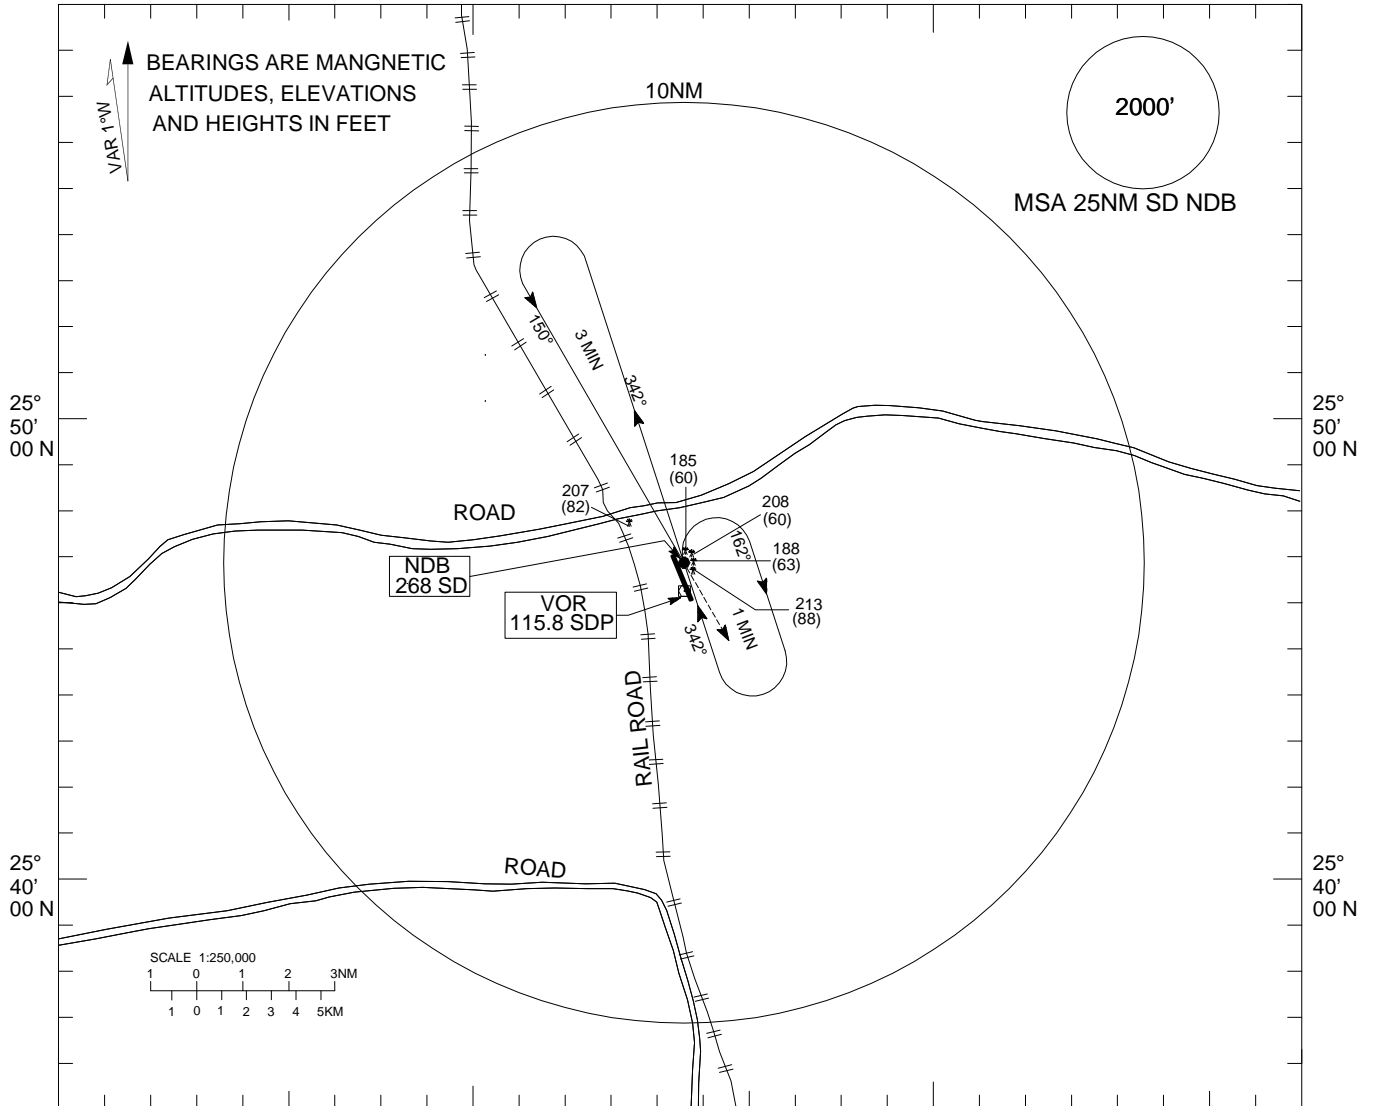 BEARINGS ARE MANGNETIC
ALTITUDES, ELEVATIONS
AND HEIGHTS IN FEET
VAR 1°W
10NM
2000'
MSA 25NM SD NDB
150°
3 MIN
342°
25°
50'
00 N
25°
50'
00 N
185
(60)
207
(82)
208
(60)
ROAD
162°
188
(63)
NDB
268 SD
VOR
115.8 SDP
213
(88)
1 MIN
342°
RAIL ROAD
25°
40'
00 N
ROAD
25°
40'
00 N
SCALE 1:250,000
1 0 1 2 3NM
1 0 1 2 3 4 5KM